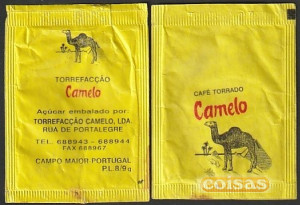 TORREFACÇÃO
Camelo
Açúcar embalado por:
TORREFACÇÃO CAMELO, LDA.
RUA DE PORTALEGRE
TEL. 688943 - 688944
FAX 688967
CAMPO MAIOR-PORTUGAL
P.L. 8/9g
CAFÉ TORRADO
Camelo
coisas